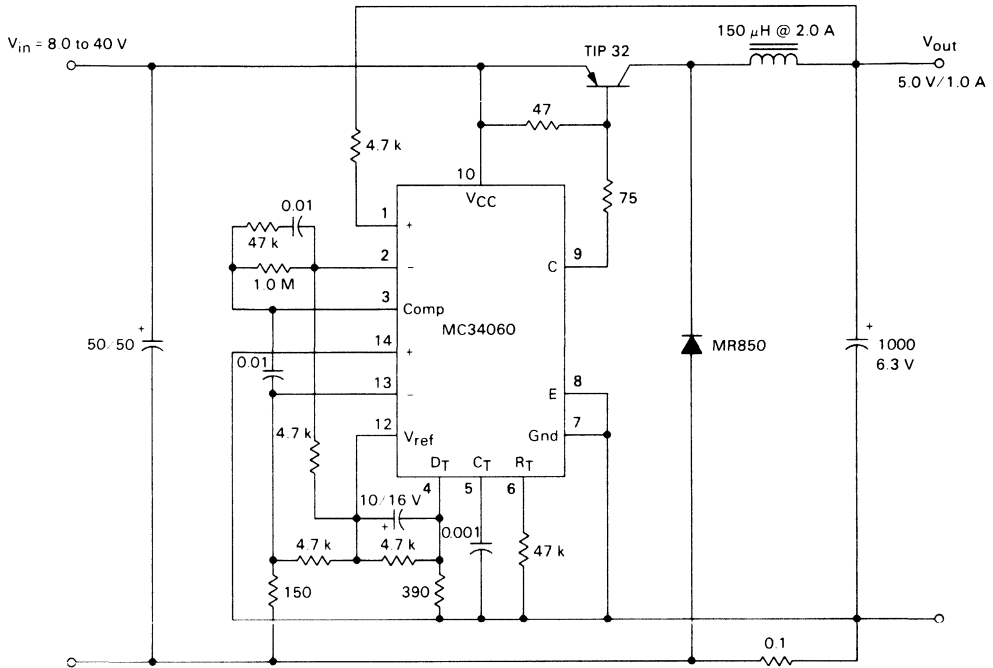 150 μH @ 2.0 A
V_in = 8.0 to 40 V
TIP 32
V_out
5.0 V/1.0 A
47
4.7 k
10
V_CC
75
0.01
1
+
47 k
9
C
2
−
1.0 M
3
Comp
MC34060
+
50/50
14
+
MR850
+
1000
6.3 V
0.01
13
−
8
E
12
V_ref
7
Gnd
4.7 k
D_T
C_T
R_T
4
5
6
10/16 V
+
0.001
4.7 k
4.7 k
47 k
150
390
0.1